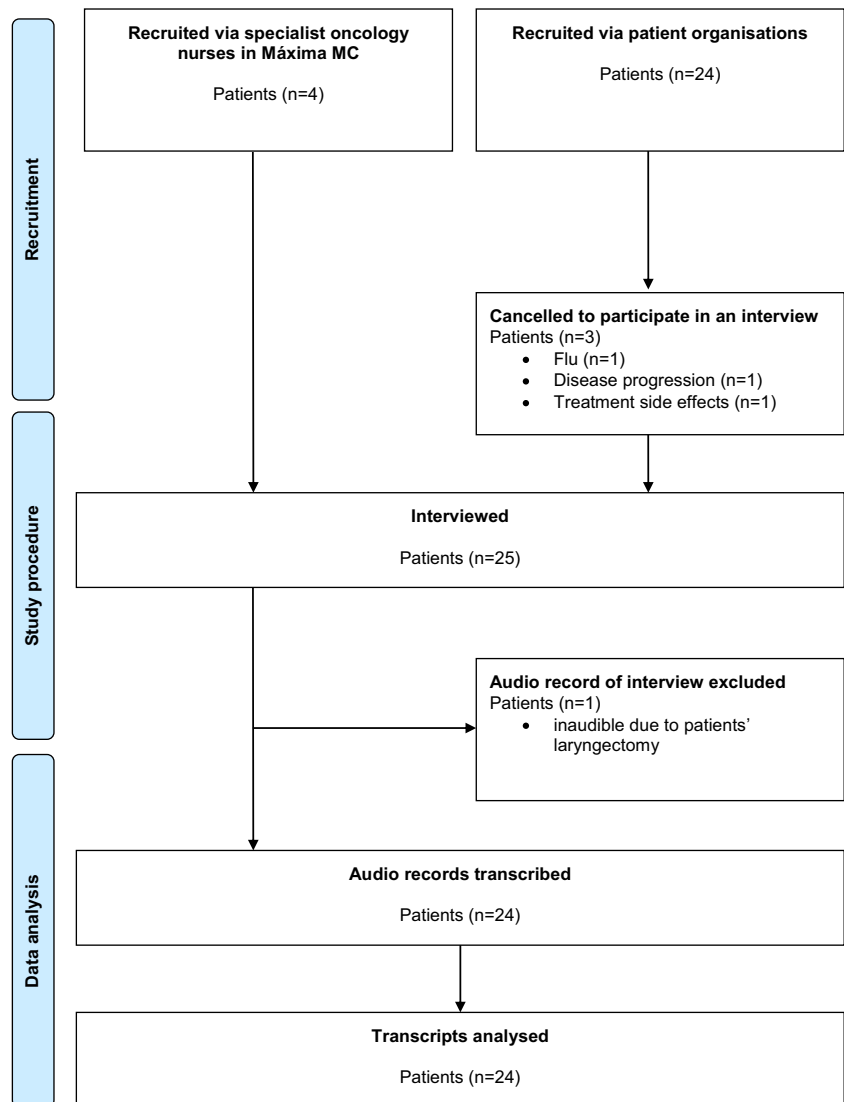 Recruitment
Recruited via specialist oncology
nurses in Máxima MC
Patients (n=4)
Recruited via patient organisations
Patients (n=24)
Cancelled to participate in an interview
Patients (n=3)
• Flu (n=1)
• Disease progression (n=1)
• Treatment side effects (n=1)
Study procedure
Interviewed
Patients (n=25)
Audio record of interview excluded
Patients (n=1)
• inaudible due to patients’
laryngectomy
Data analysis
Audio records transcribed
Patients (n=24)
Transcripts analysed
Patients (n=24)